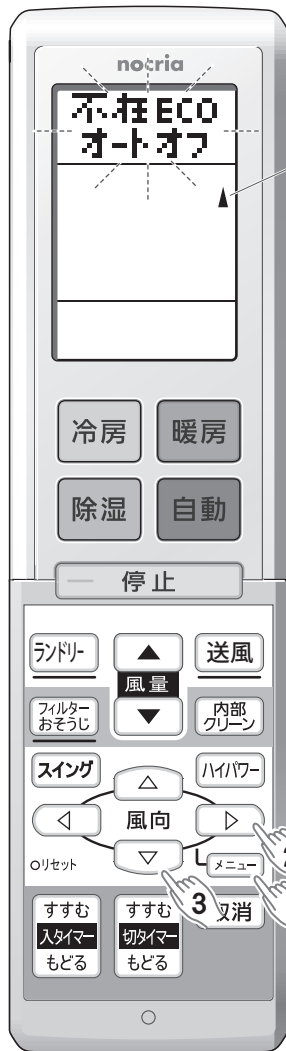 nocria
不在ECO
オートオフ
冷房 暖房
除湿 自動
停止
ランドリー 送風
風量
フィルター
おそうじ
内部
クリーン
スイング ハイパワー
風向
リセット メニュー
3
すすむ
入タイマー
もどる
すすむ
切タイマー
もどる
取消